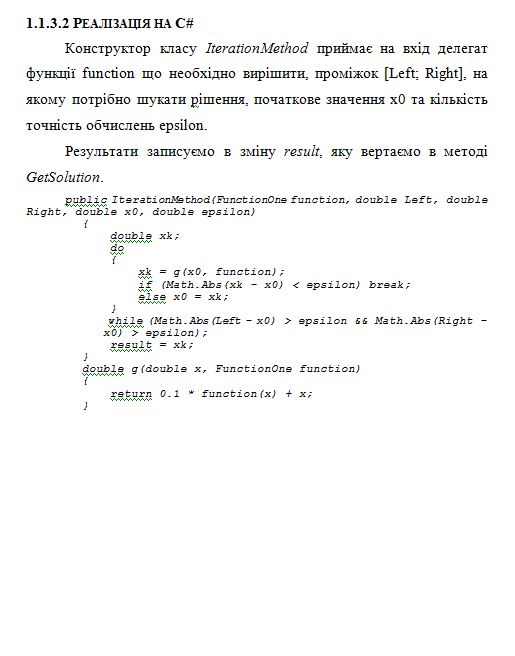 1.1.3.2 РЕАЛІЗАЦІЯ НА C#
Конструктор класу IterationMethod приймає на вхід делегат
функції function що необхідно вирішити, проміжок [Left; Right], на
якому потрібно шукати рішення, початкове значення x0 та кількість
точність обчислень epsilon.
Результати записуємо в зміну result, яку вертаємо в методі
GetSolution.
public IterationMethod(FunctionOne function, double Left, double
Right, double x0, double epsilon)
{
double xk;
do
{
xk = g(x0, function);
if (Math.Abs(xk - x0) < epsilon) break;
else x0 = xk;
}
while (Math.Abs(Left - x0) > epsilon && Math.Abs(Right -
x0) > epsilon);
result = xk;
}
double g(double x, FunctionOne function)
{
return 0.1 * function(x) + x;
}